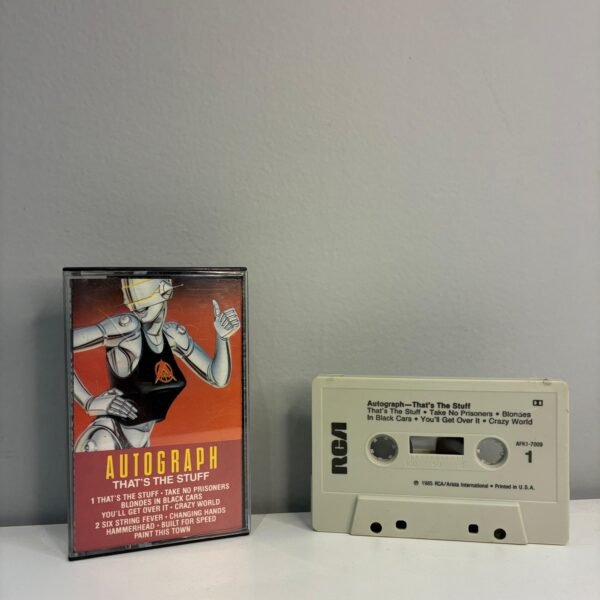 AUTOGRAPH
THAT'S THE STUFF
1 THAT'S THE STUFF • TAKE NO PRISONERS
BLONDES IN BLACK CARS
YOU'LL GET OVER IT • CRAZY WORLD
2 SIX STRING FEVER • CHANGING HANDS
HAMMERHEAD • BUILT FOR SPEED
PAINT THIS TOWN
RCA
Autograph—That's The Stuff
That's The Stuff • Take No Prisoners • Blondes
In Black Cars • You'll Get Over It • Crazy World
AFK1-7009
1
℗ 1985 RCA/Ariola International • Printed in U.S.A.